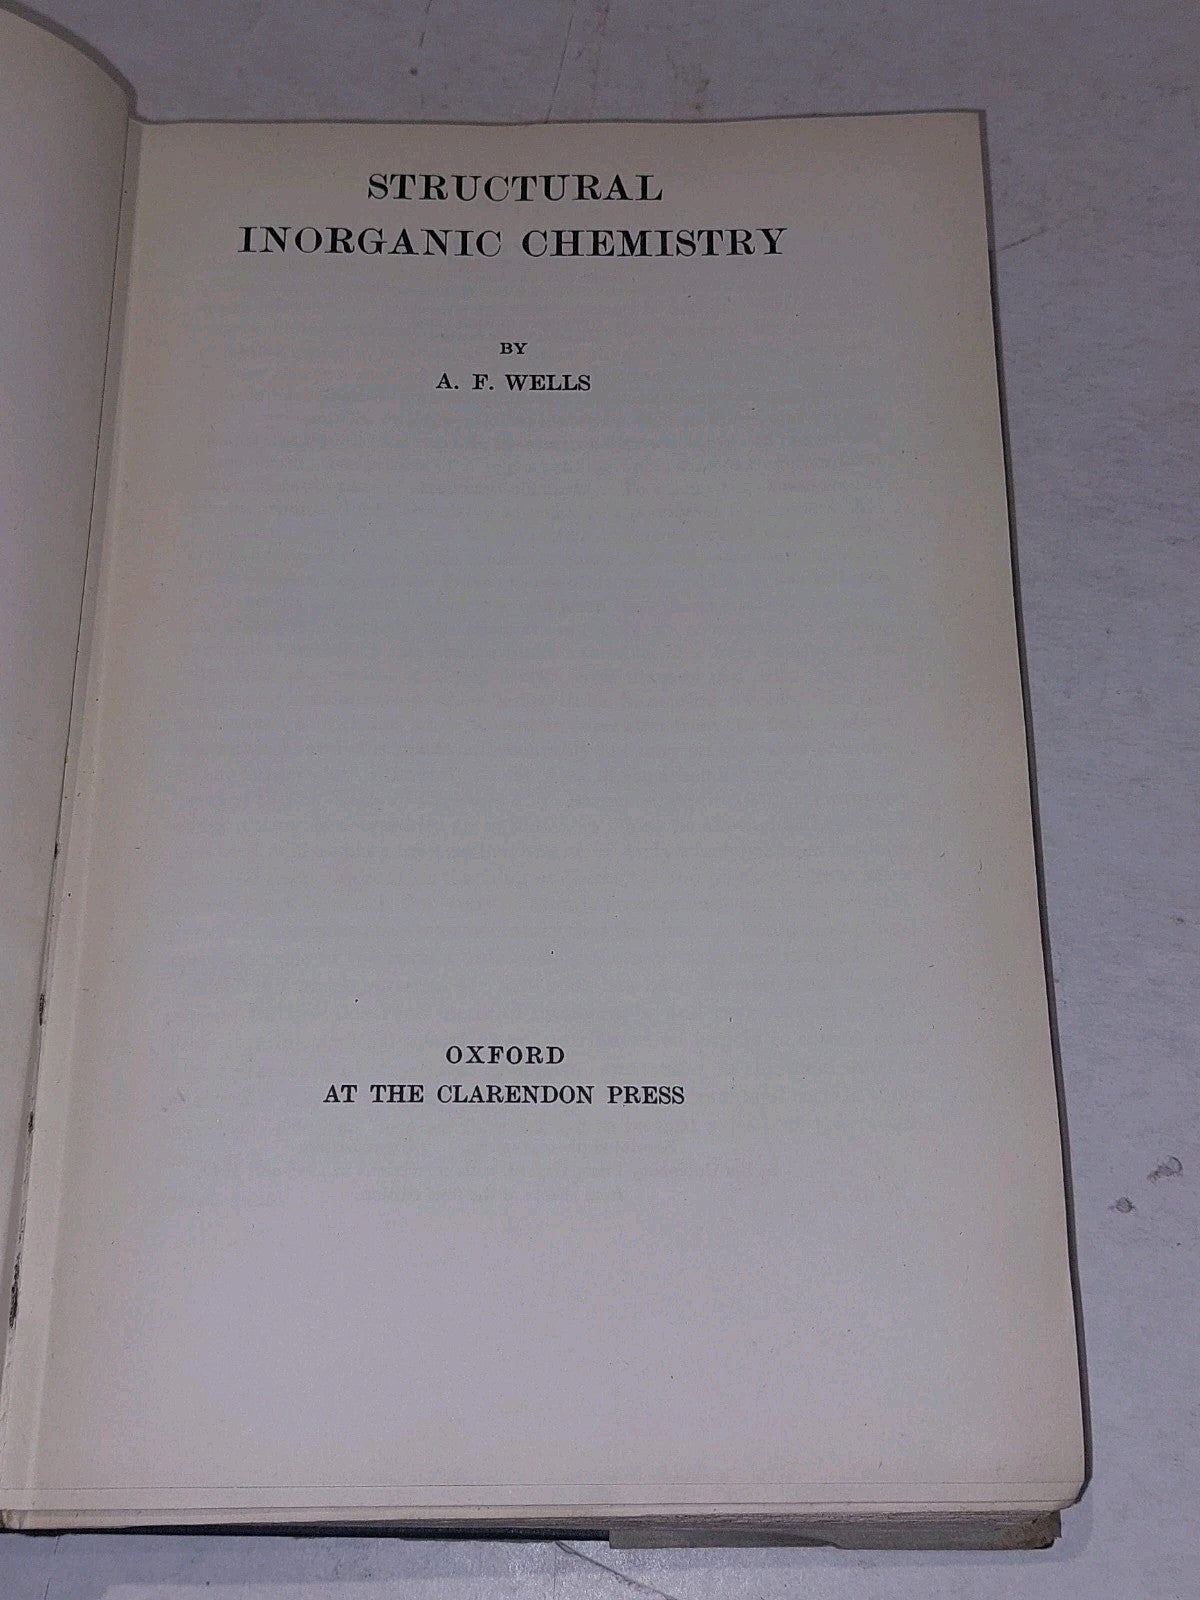 STRUCTURAL
INORGANIC CHEMISTRY
BY
A. F. WELLS
OXFORD
AT THE CLARENDON PRESS